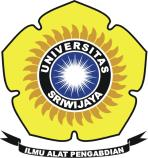 UNIVERSITAS
SRIWIJAYA
ILMU ALAT PENGABDIAN